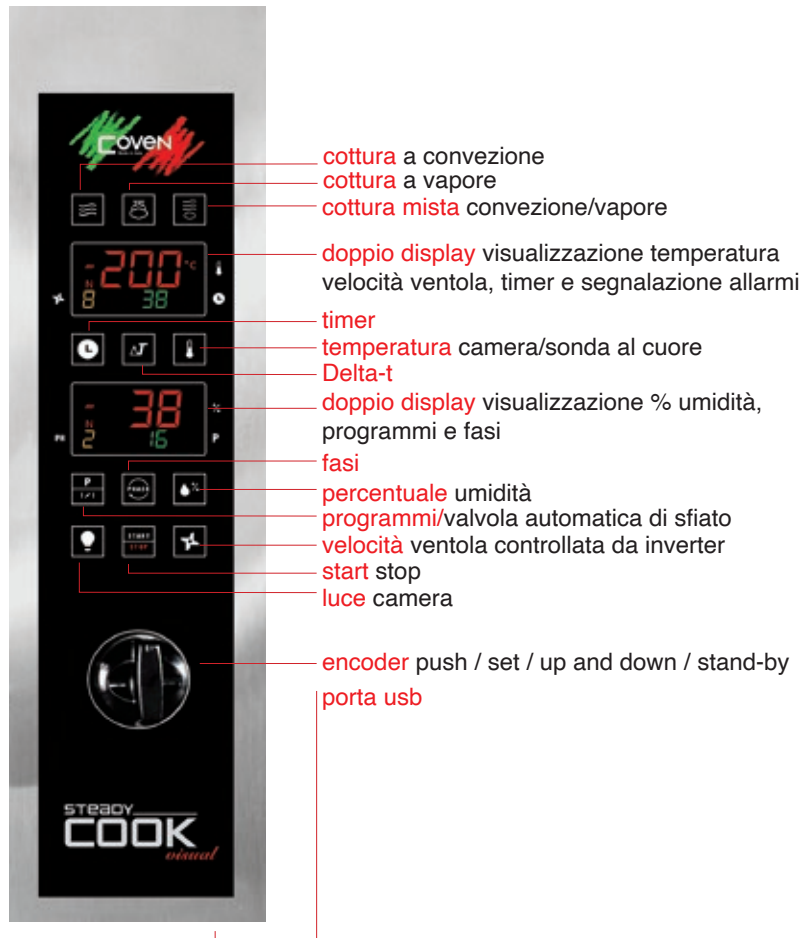 COVEN
cottura a convezione
cottura a vapore
cottura mista convezione/vapore
-200°C
N
8 38
doppio display visualizzazione temperatura
velocità ventola, timer e segnalazione allarmi
timer
ΔT
temperatura camera/sonda al cuore
Delta-t
- 38 %
N
PR 2 16 P
doppio display visualizzazione % umidità,
programmi e fasi
fasi
P
%
percentuale umidità
programmi/valvola automatica di sfiato
START
STOP
velocità ventola controllata da inverter
start stop
luce camera
encoder push / set / up and down / stand-by
porta usb
STEADY
COOK
visual